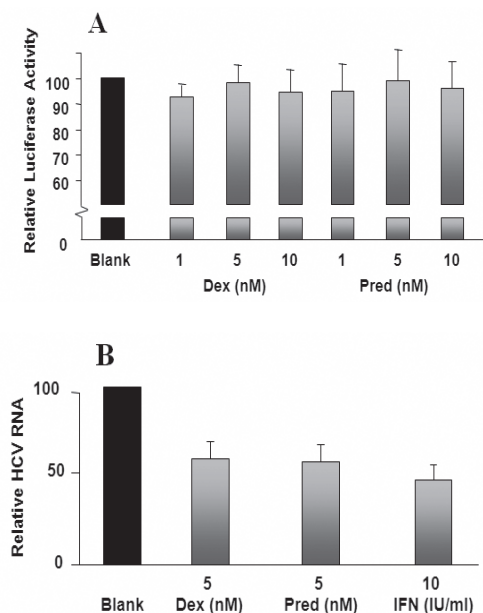 A
Relative Luciferase Activity
100
90
80
70
60
0
Blank 1 5 10 1 5 10
Dex (nM) Pred (nM)
B
Relative HCV RNA
100
50
0
5 5 10
Blank Dex (nM) Pred (nM) IFN (IU/ml)